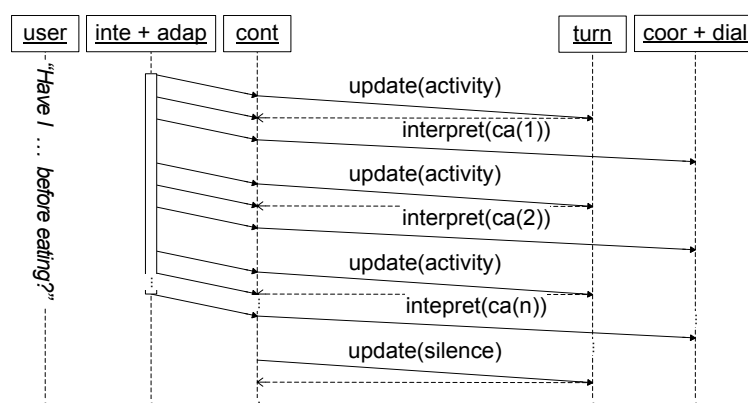 user
inte + adap
cont
turn
coor + dial
"Have I … before eating?"
update(activity)
interpret(ca(1))
update(activity)
interpret(ca(2))
update(activity)
intepret(ca(n))
update(silence)